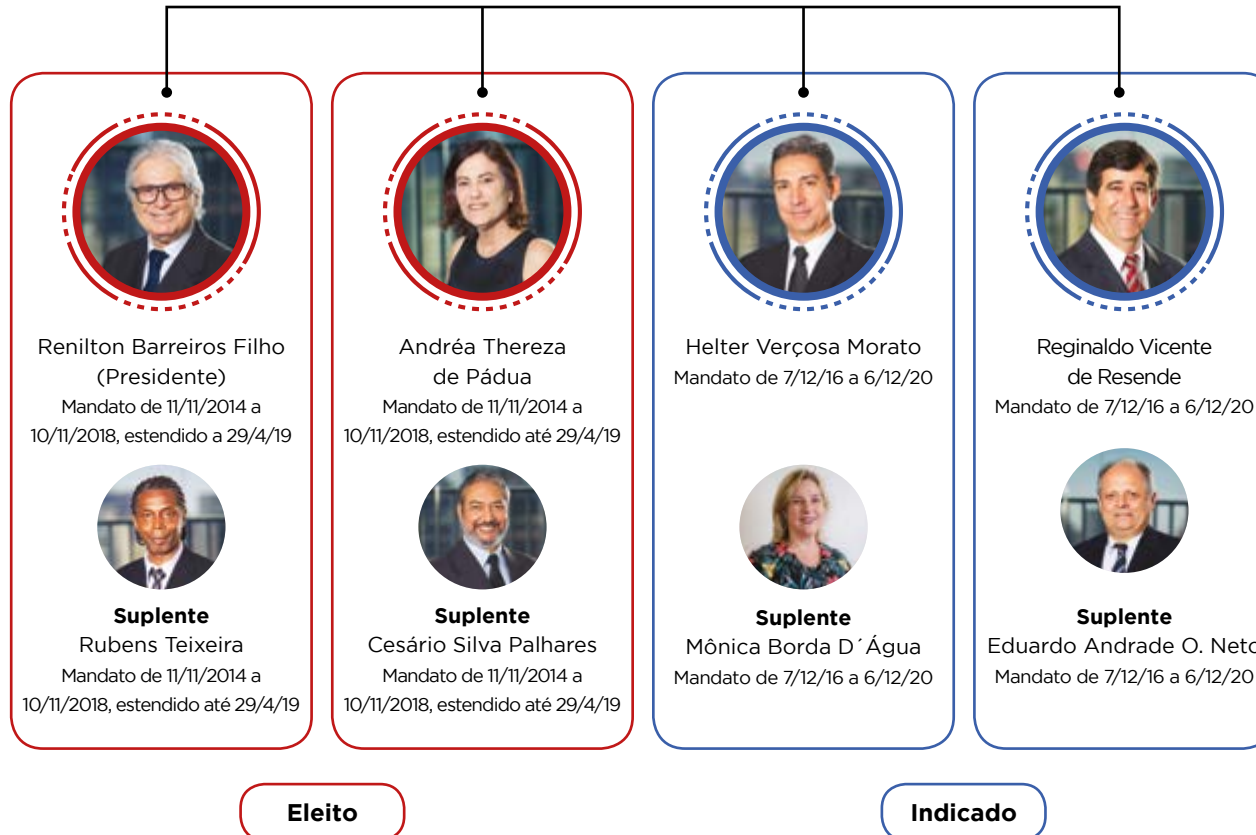 Renilton Barreiros Filho
(Presidente)
Mandato de 11/11/2014 a
10/11/2018, estendido a 29/4/19
Suplente
Rubens Teixeira
Mandato de 11/11/2014 a
10/11/2018, estendido até 29/4/19
Andréa Thereza
de Pádua
Mandato de 11/11/2014 a
10/11/2018, estendido até 29/4/19
Suplente
Cesário Silva Palhares
Mandato de 11/11/2014 a
10/11/2018, estendido até 29/4/19
Helter Verçosa Morato
Mandato de 7/12/16 a 6/12/20
Suplente
Mônica Borda D´Água
Mandato de 7/12/16 a 6/12/20
Reginaldo Vicente
de Resende
Mandato de 7/12/16 a 6/12/20
Suplente
Eduardo Andrade O. Neto
Mandato de 7/12/16 a 6/12/20
Eleito
Indicado